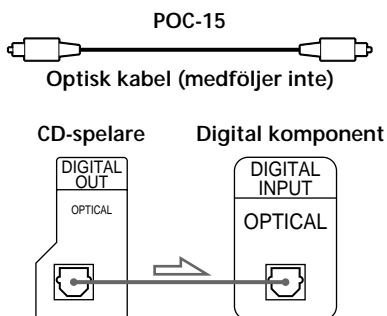 POC-15
Optisk kabel (medföljer inte)
CD-spelare
Digital komponent
DIGITAL
OUT
OPTICAL
DIGITAL
INPUT
OPTICAL